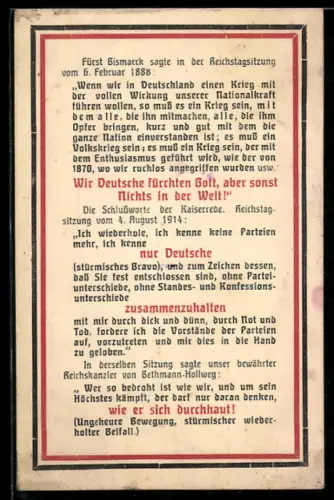 Fürst Bismarck sagte in der Reichstagsitzung
vom 6. Februar 1888:
„Wenn wir in Deutschland einen Krieg mit
der vollen Wirkung unserer Nationalkraft
führen wollen, so muß es ein Krieg sein, mit
dem alle, die ihn mitmachen, alle, die ihm
Opfer bringen, kurz und gut mit dem die
ganze Nation einverstanden ist; es muß ein
Volkskrieg sein; es muß ein Krieg sein, der mit
dem Enthusiasmus geführt wird, wie der von
1870, wo wir ruchlos angegriffen wurden usw.
Wir Deutsche fürchten Gott, aber sonst
Nichts in der Welt!"
Die Schlußworte der Kaiserrede. Reichstag-
sitzung vom 4. August 1914:
„Ich wiederhole, ich kenne keine Parteien
mehr, ich kenne
nur Deutsche
(stürmisches Bravo), und zum Zeichen dessen,
daß Sie fest entschlossen sind, ohne Partei-
unterschiede, ohne Standes- und Konfessions-
unterschiede
zusammenzuhalten
mit mir durch dick und dünn, durch Not und
Tod, fordere ich die Vorstände der Parteien
auf, vorzutreten und mir dies in die Hand
zu geloben."
In derselben Sitzung sagte unser bewährter
Reichskanzler von Bethmann-Hollweg:
„Wer so bedroht ist wie wir, und um sein
Höchstes kämpft, der darf nur daran denken,
wie er sich durchhaut!
(Ungeheure Bewegung, stürmischer wieder-
holter Beifall.)